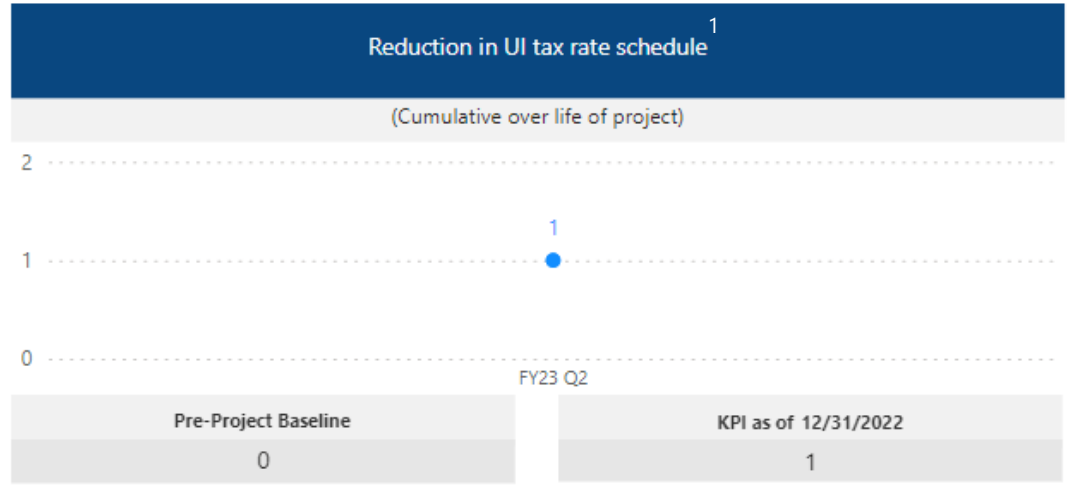 Reduction in UI tax rate schedule 1
(Cumulative over life of project)
2
1
1
0
FY23 Q2
Pre-Project Baseline
KPI as of 12/31/2022
0
1